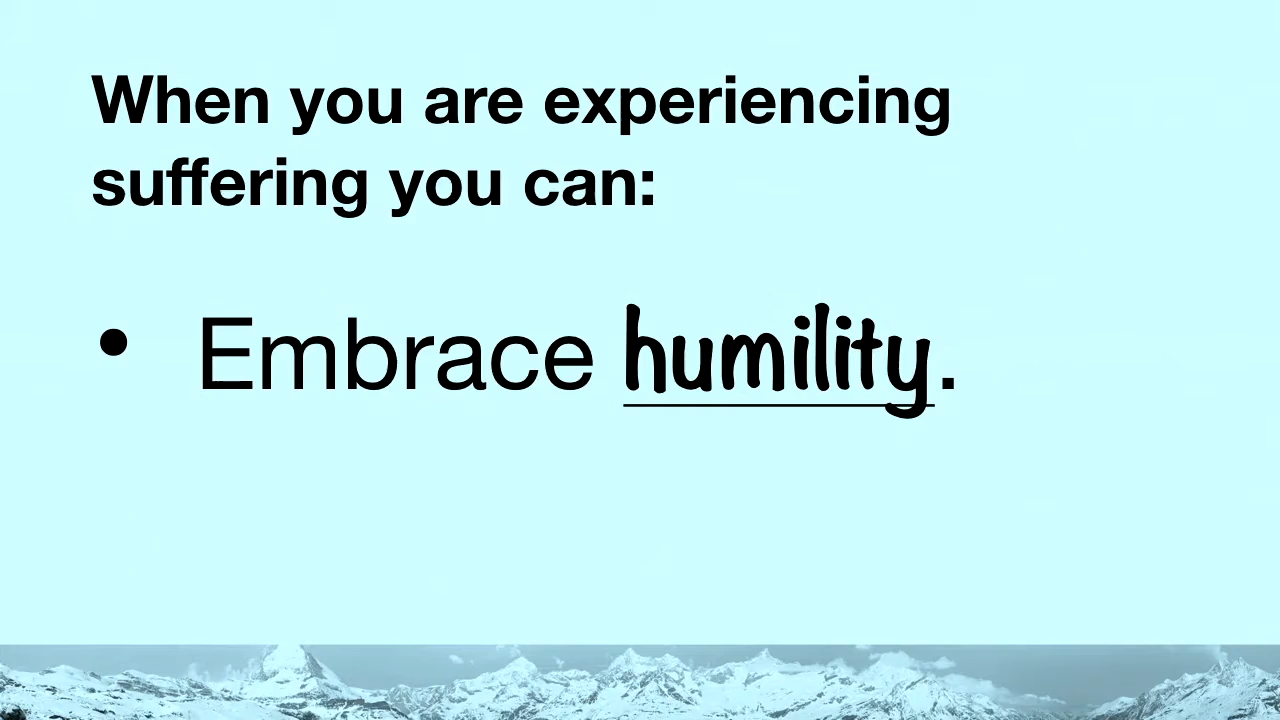 When you are experiencing
suffering you can:
• Embrace humility.